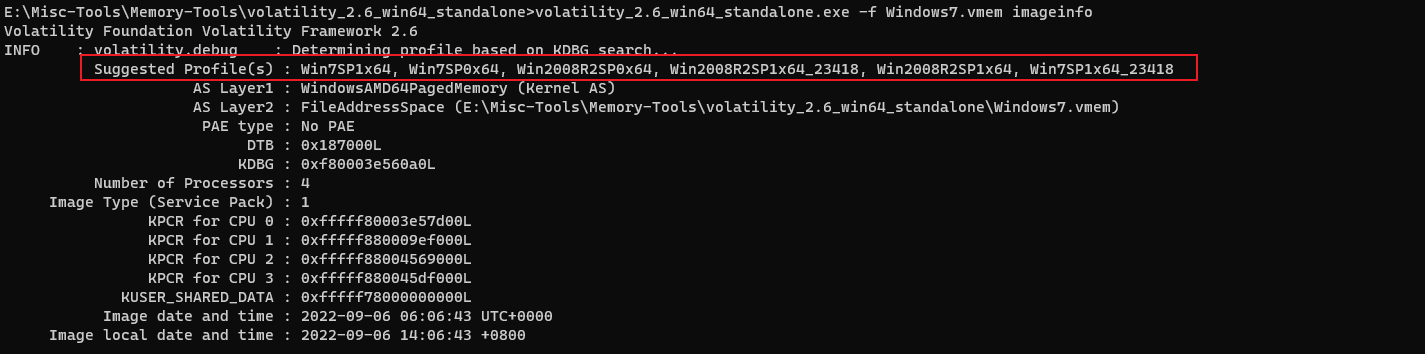 E:\Misc-Tools\Memory-Tools\volatility_2.6_win64_standalone>volatility_2.6_win64_standalone.exe -f Windows7.vmem imageinfo
Volatility Foundation Volatility Framework 2.6
INFO    : volatility.debug    : Determining profile based on KDBG search...
Suggested Profile(s) : Win7SP1x64, Win7SP0x64, Win2008R2SP0x64, Win2008R2SP1x64_23418, Win2008R2SP1x64, Win7SP1x64_23418
AS Layer1 : WindowsAMD64PagedMemory (Kernel AS)
AS Layer2 : FileAddressSpace (E:\Misc-Tools\Memory-Tools\volatility_2.6_win64_standalone\Windows7.vmem)
PAE type : No PAE
DTB : 0x187000L
KDBG : 0xf80003e560a0L
Number of Processors : 4
Image Type (Service Pack) : 1
KPCR for CPU 0 : 0xfffff80003e57d00L
KPCR for CPU 1 : 0xfffff880009ef000L
KPCR for CPU 2 : 0xfffff88004569000L
KPCR for CPU 3 : 0xfffff880045df000L
KUSER_SHARED_DATA : 0xfffff78000000000L
Image date and time : 2022-09-06 06:06:43 UTC+0000
Image local date and time : 2022-09-06 14:06:43 +0800